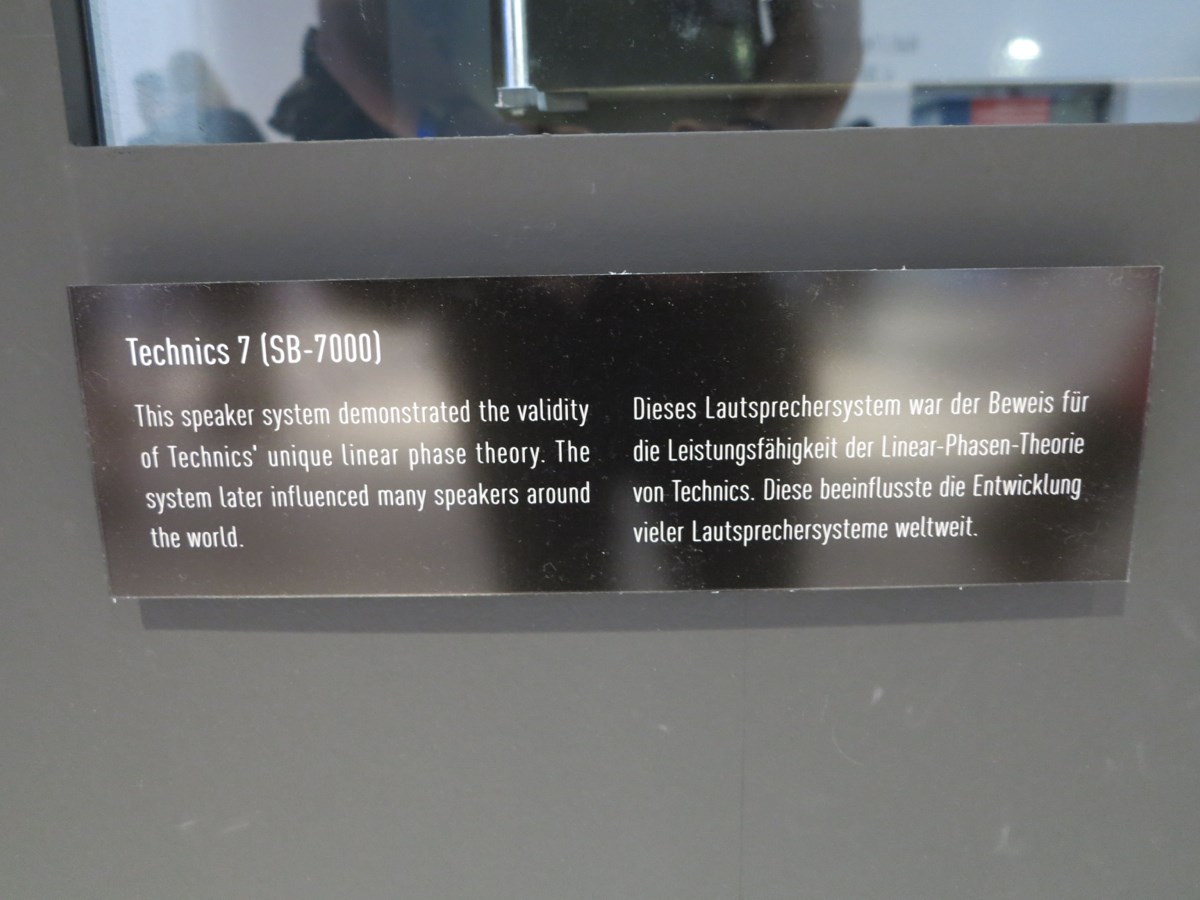 Technics 7 (SB-7000)
This speaker system demonstrated the validity
of Technics' unique linear phase theory. The
system later influenced many speakers around
the world.
Dieses Lautsprechersystem war der Beweis für
die Leistungsfähigkeit der Linear-Phasen-Theorie
von Technics. Diese beeinflusste die Entwicklung
vieler Lautsprechersysteme weltweit.